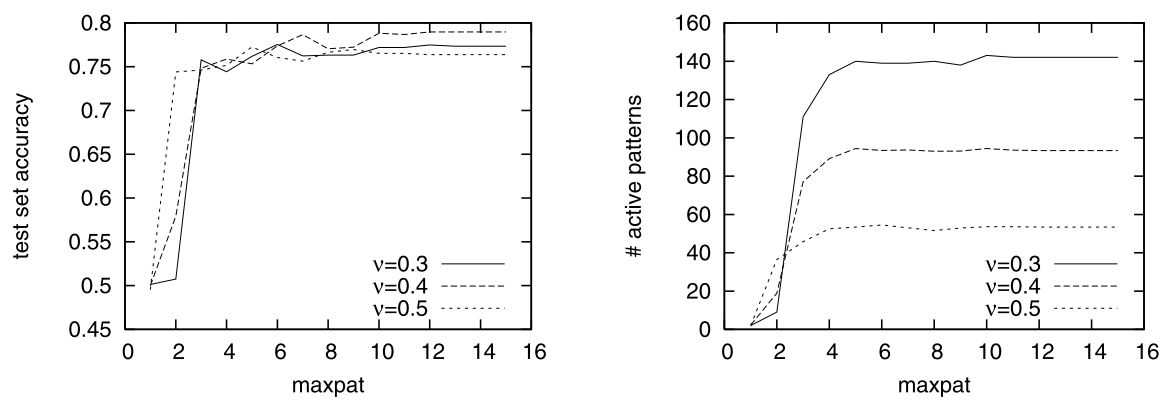 0.8
0.75
0.7
0.65
0.6
0.55
0.5
0.45
test set accuracy
0 2 4 6 8 10 12 14 16
maxpat
ν=0.3
ν=0.4
ν=0.5
160
140
120
100
80
60
40
20
0
# active patterns
0 2 4 6 8 10 12 14 16
maxpat
ν=0.3
ν=0.4
ν=0.5